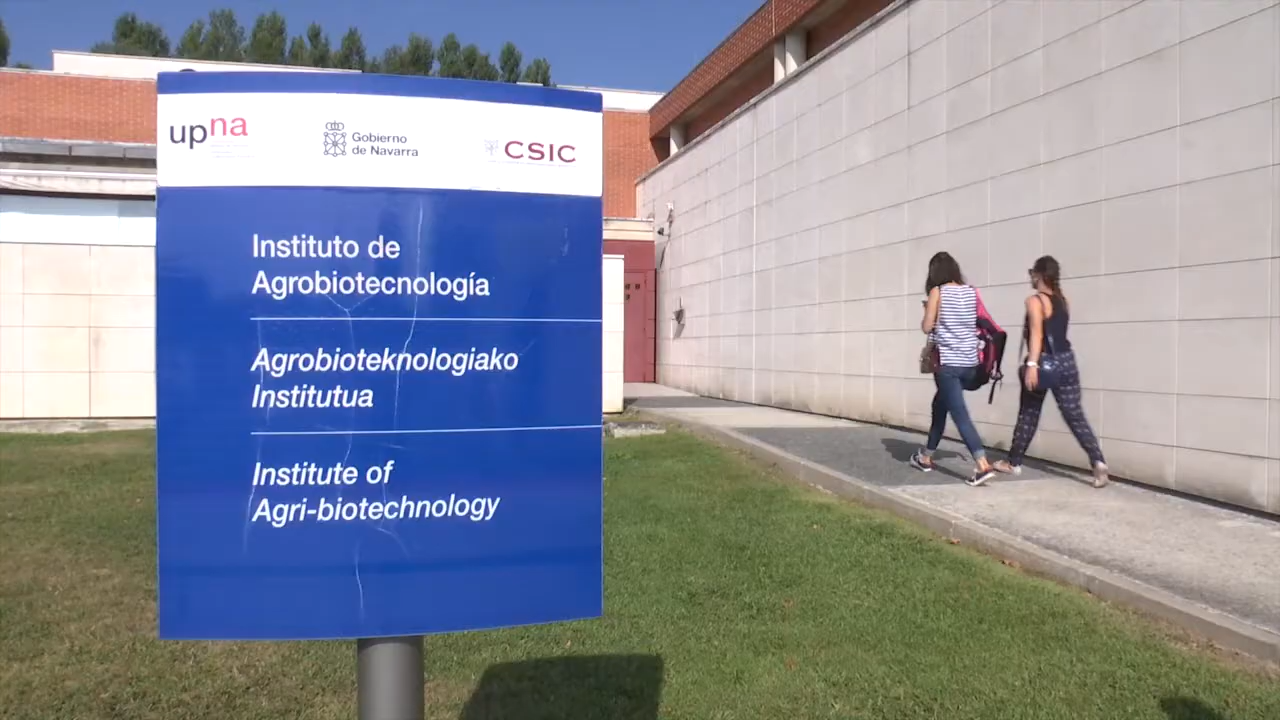 upna
Gobierno
de Navarra
CSIC
Instituto de
Agrobiotecnología
Agrobioteknologiako
Institutua
Institute of
Agri-biotechnology